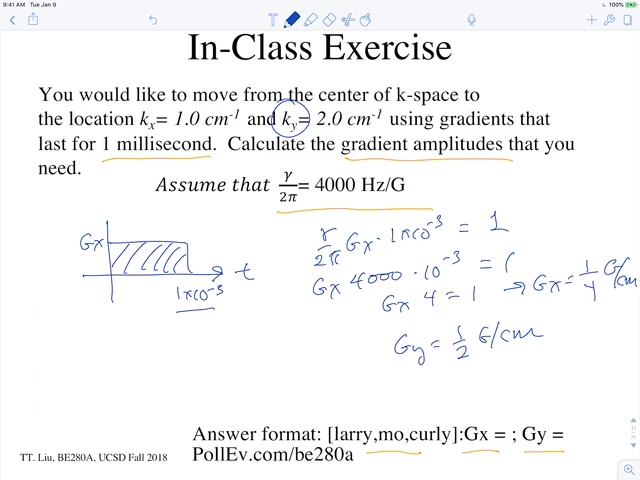 9:41 AM Tue Jan 9
100%
In-Class Exercise
You would like to move from the center of k-space to
the location kx= 1.0 cm⁻¹ and ky= 2.0 cm⁻¹ using gradients that
last for 1 millisecond. Calculate the gradient amplitudes that you
need.
Assume that γ/2π = 4000 Hz/G
Gx
t
1x10⁻³
γ/2π Gx · 1x10⁻³ = 1
Gx 4000 · 10⁻³ = 1
Gx 4 = 1 → Gx = 1/4 G/cm
Gy = 1/2 G/cm
Answer format: [larry,mo,curly]:Gx = ; Gy =
PollEv.com/be280a
TT. Liu, BE280A, UCSD Fall 2018